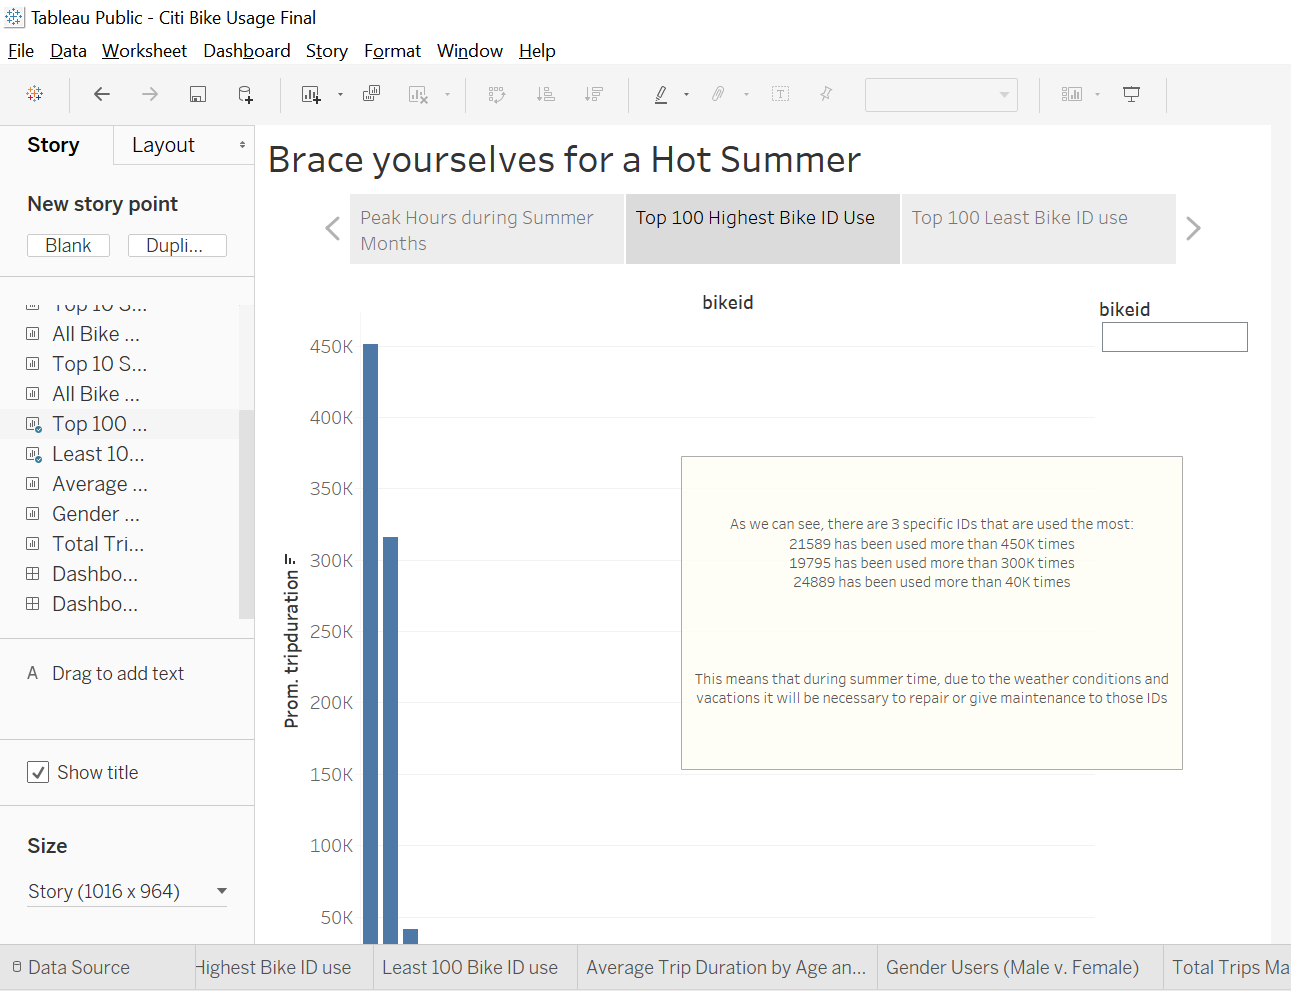 Tableau Public - Citi Bike Usage Final
File Data Worksheet Dashboard Story Format Window Help
Story Layout
New story point
Blank Dupli...
Top 10 S...
All Bike ...
Top 10 S...
All Bike ...
Top 100 ...
Least 10...
Average ...
Gender ...
Total Tri...
Dashbo...
Dashbo...
A Drag to add text
Show title
Size
Story (1016 x 964)
Brace yourselves for a Hot Summer
Peak Hours during Summer
Months
Top 100 Highest Bike ID Use
Top 100 Least Bike ID use
bikeid
bikeid
Prom. tripduration
450K
400K
350K
300K
250K
200K
150K
100K
50K
As we can see, there are 3 specific IDs that are used the most:
21589 has been used more than 450K times
19795 has been used more than 300K times
24889 has been used more than 40K times
This means that during summer time, due to the weather conditions and
vacations it will be necessary to repair or give maintenance to those IDs
Data Source Highest Bike ID use Least 100 Bike ID use Average Trip Duration by Age an... Gender Users (Male v. Female) Total Trips Ma